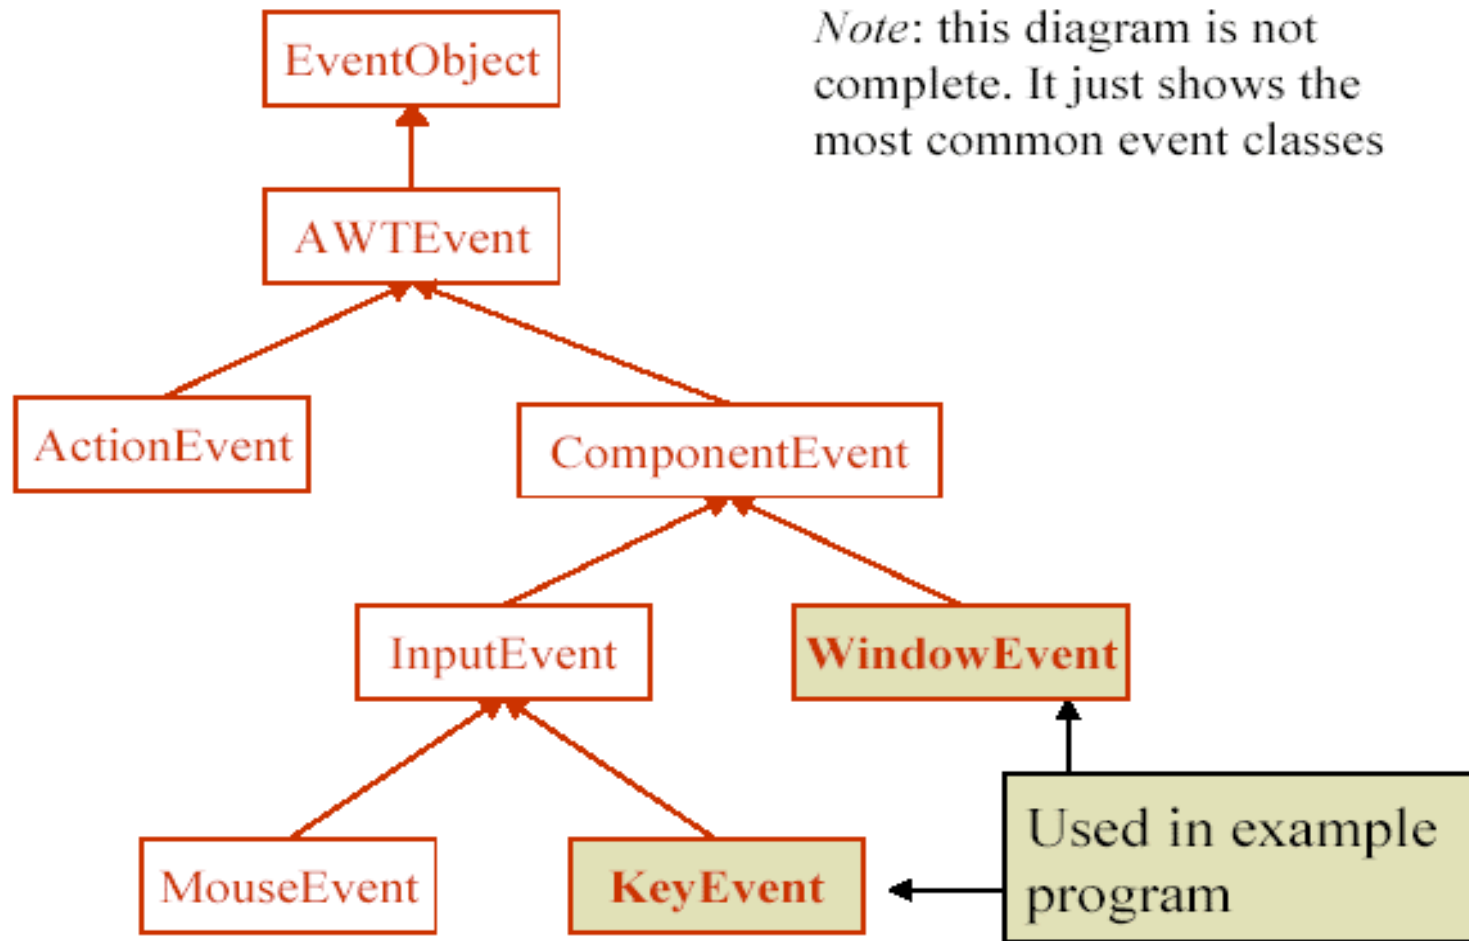 EventObject
Note: this diagram is not
complete. It just shows the
most common event classes
AWTEvent
ActionEvent
ComponentEvent
InputEvent
WindowEvent
MouseEvent
KeyEvent
Used in example
program